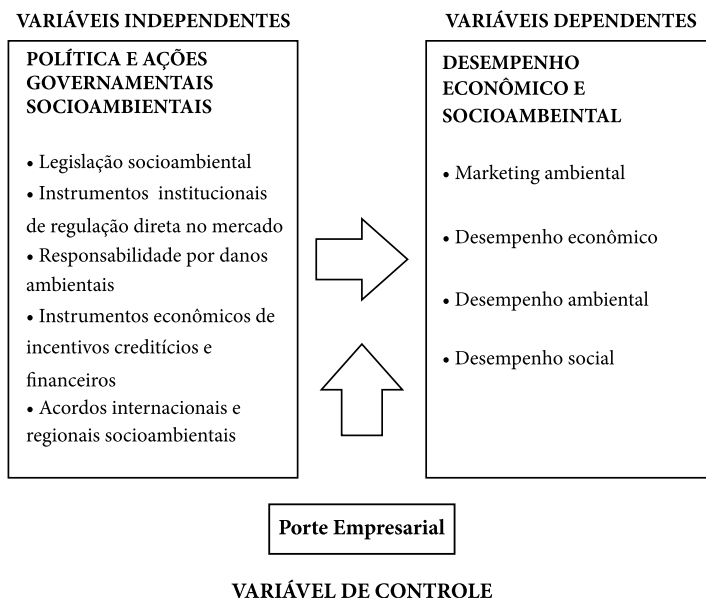 VARIÁVEIS INDEPENDENTES
POLÍTICA E AÇÕES
GOVERNAMENTAIS
SOCIOAMBIENTAIS
• Legislação socioambiental
• Instrumentos institucionais
de regulação direta no mercado
• Responsabilidade por danos
ambientais
• Instrumentos econômicos de
incentivos creditícios e
financeiros
• Acordos internacionais e
regionais socioambientais
VARIÁVEIS DEPENDENTES
DESEMPENHO
ECONÔMICO E
SOCIOAMBEINTAL
• Marketing ambiental
• Desempenho econômico
• Desempenho ambiental
• Desempenho social
Porte Empresarial
VARIÁVEL DE CONTROLE